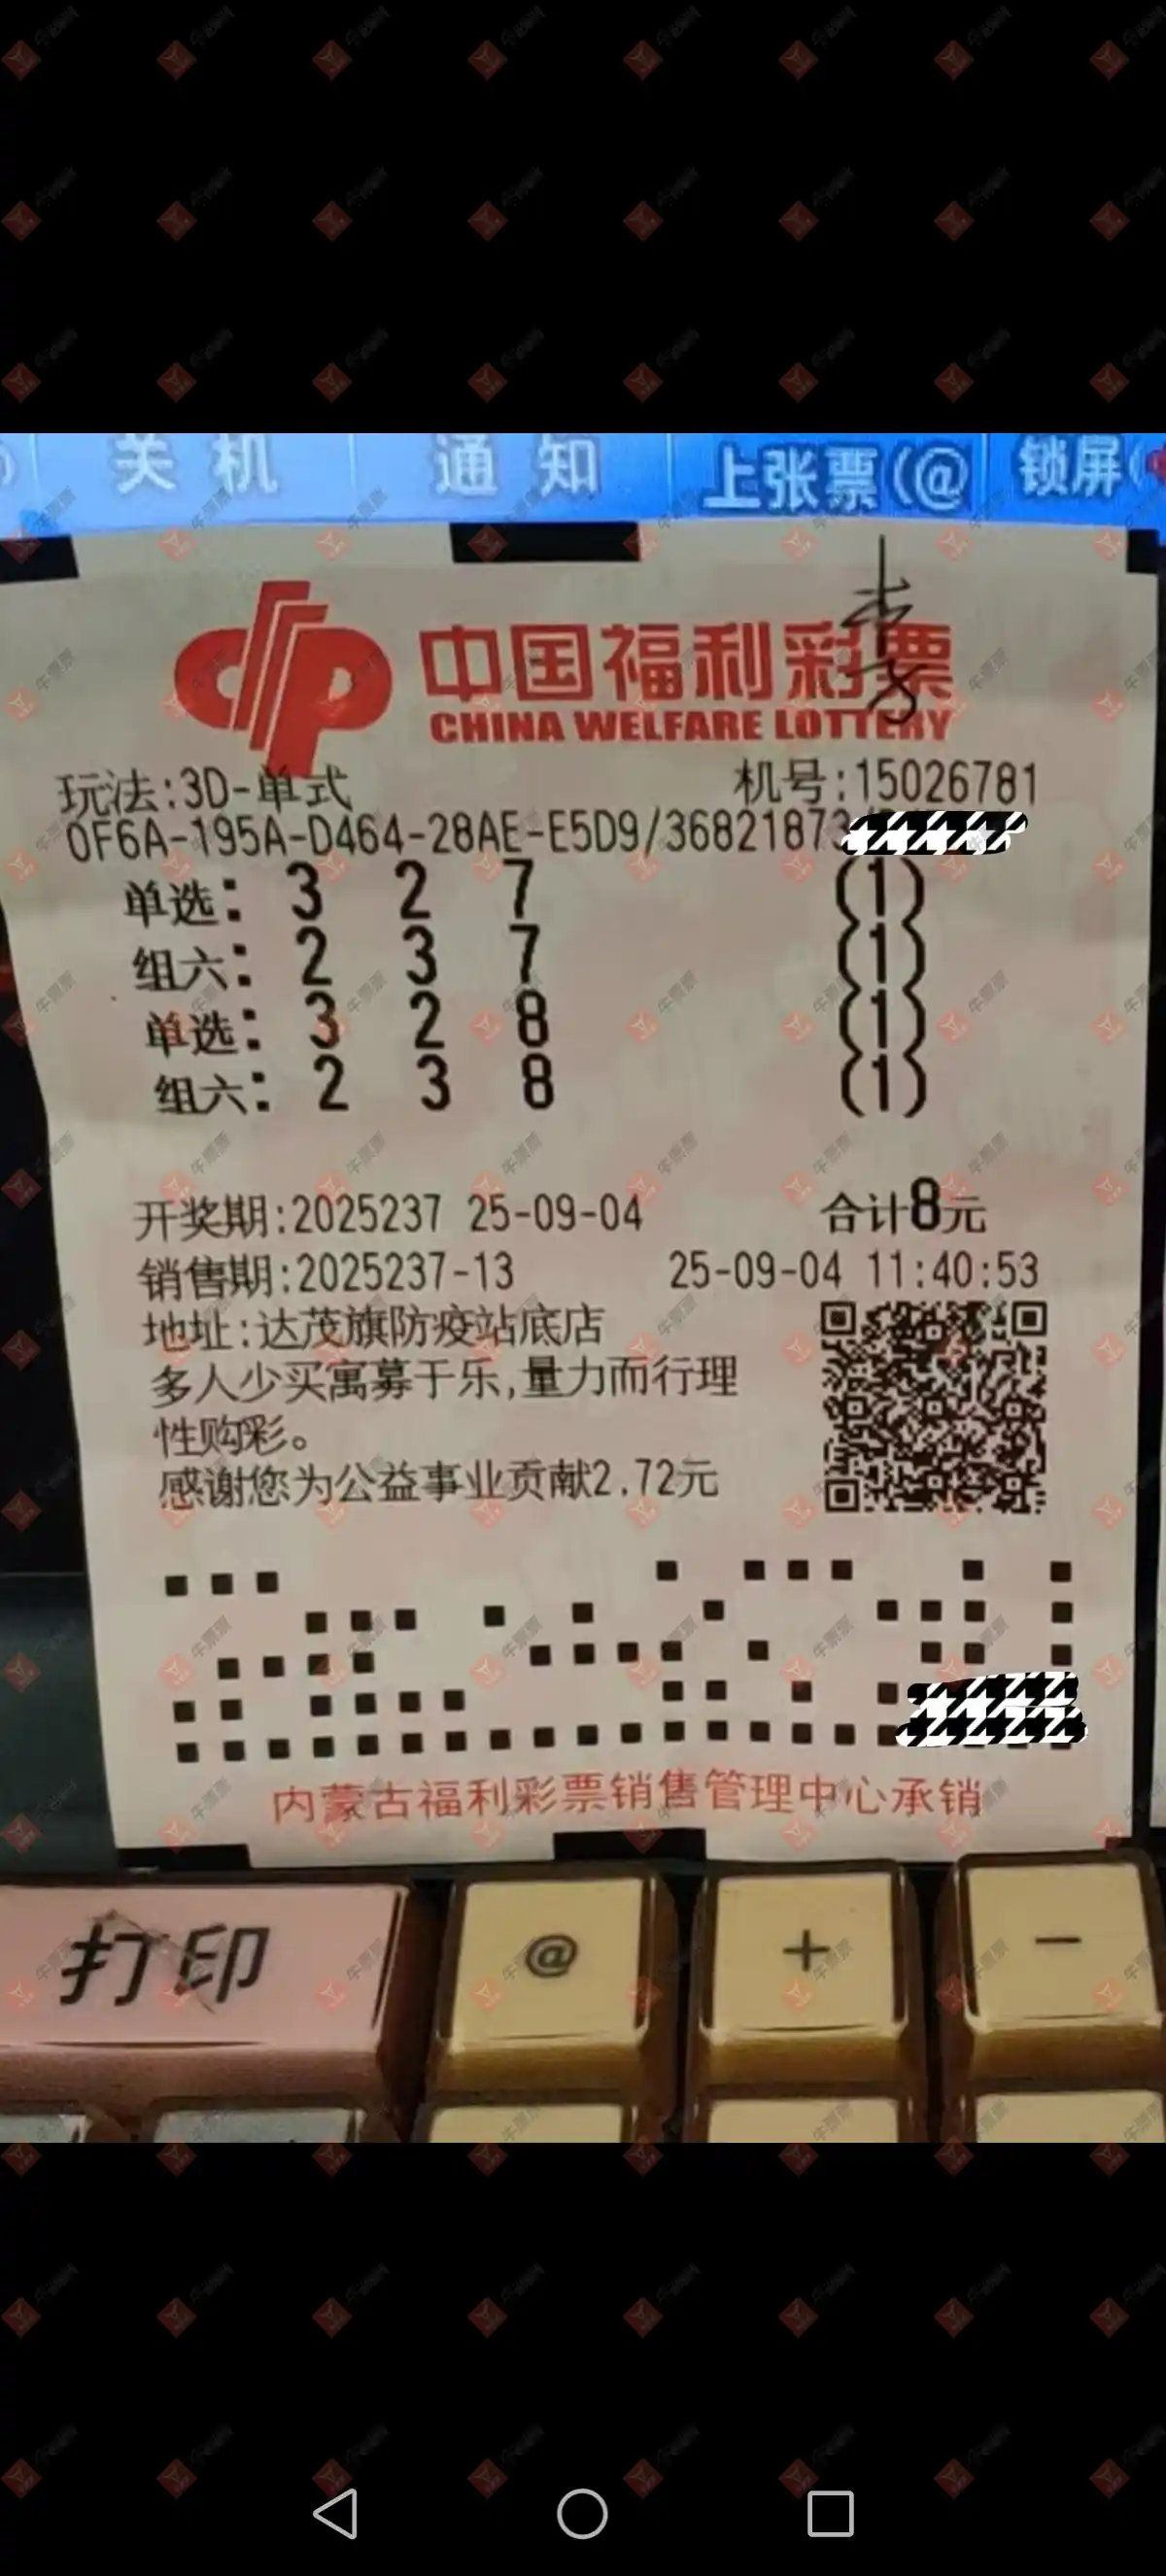 关机 通知 上张票(@ 锁屏(
中国福利彩票
CHINA WELFARE LOTTERY
玩法:3D-单式 机号:15026781
0F6A-195A-D464-28AE-E5D9/36821873
单选: 3 2 7 (1)
组六: 2 3 7 (1)
单选: 3 2 8 (1)
组六: 2 3 8 (1)
开奖期:2025237 25-09-04 合计8元
销售期:2025237-13 25-09-04 11:40:53
地址:达茂旗防疫站底店
多人少买寓募于乐,量力而行理
性购彩。
感谢您为公益事业贡献2.72元
内蒙古福利彩票销售管理中心承销
打印 @ + -
牛票票